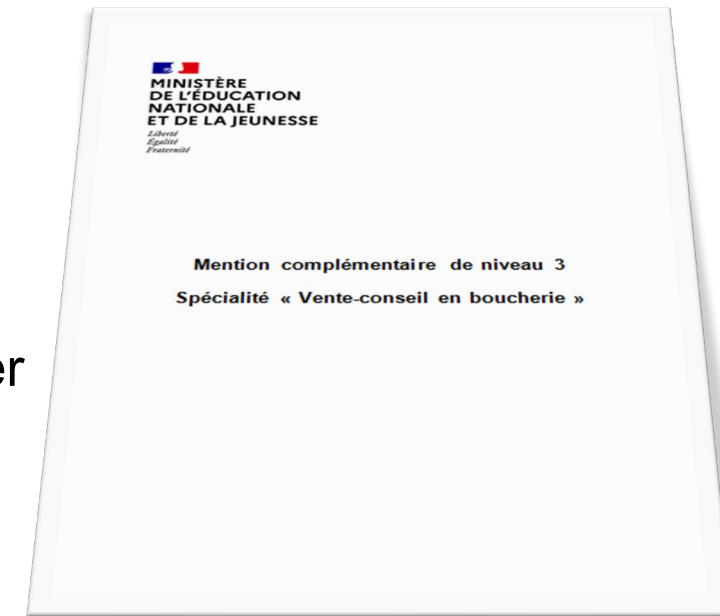 MINISTÈRE
DE L'ÉDUCATION
NATIONALE
ET DE LA JEUNESSE
Liberté
Égalité
Fraternité
Mention complémentaire de niveau 3
Spécialité « Vente-conseil en boucherie »
er